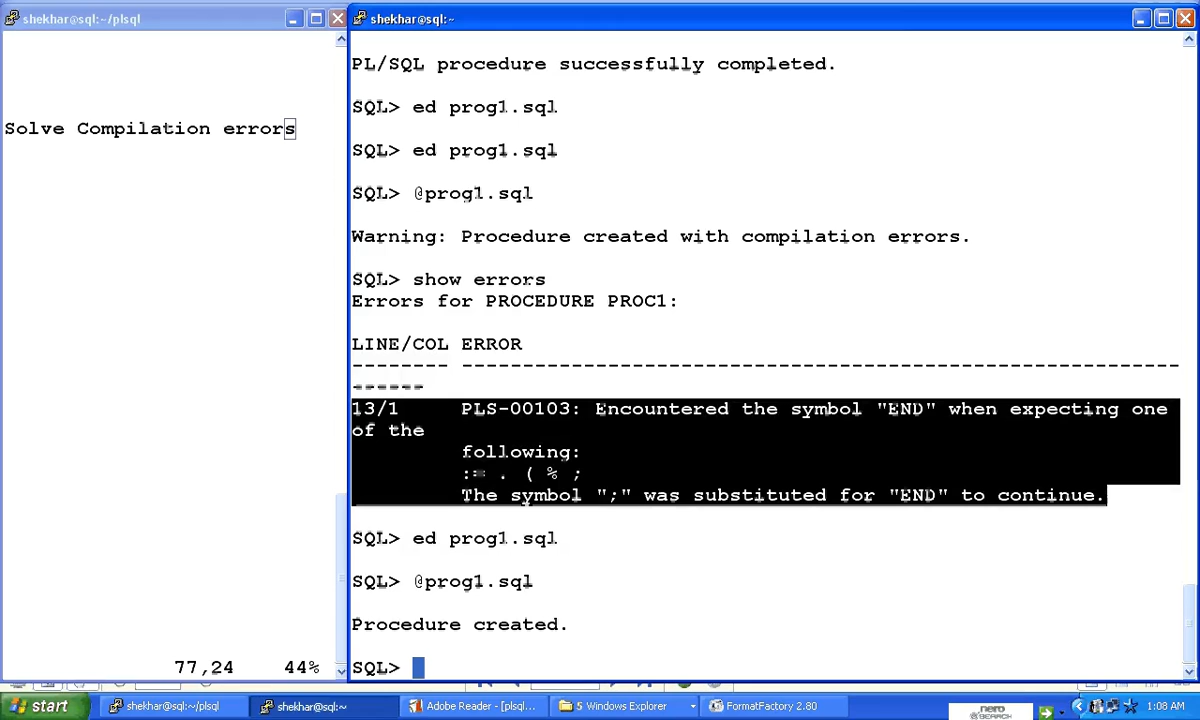 shekhar@sql:~/plsql
Solve Compilation errors
77,24 44%
shekhar@sql:~
PL/SQL procedure successfully completed.
SQL> ed prog1.sql
SQL> ed prog1.sql
SQL> @prog1.sql
Warning: Procedure created with compilation errors.
SQL> show errors
Errors for PROCEDURE PROC1:
LINE/COL ERROR
-------- -----------------------------------------------------------
------
13/1 PLS-00103: Encountered the symbol "END" when expecting one
of the
following:
:= . ( % ;
The symbol ";" was substituted for "END" to continue.
SQL> ed prog1.sql
SQL> @prog1.sql
Procedure created.
SQL>
start
shekhar@sql:~/plsql
shekhar@sql:~
Adobe Reader - [plsql...
5 Windows Explorer
FormatFactory 2.80
nero
SEARCH
1:08 AM